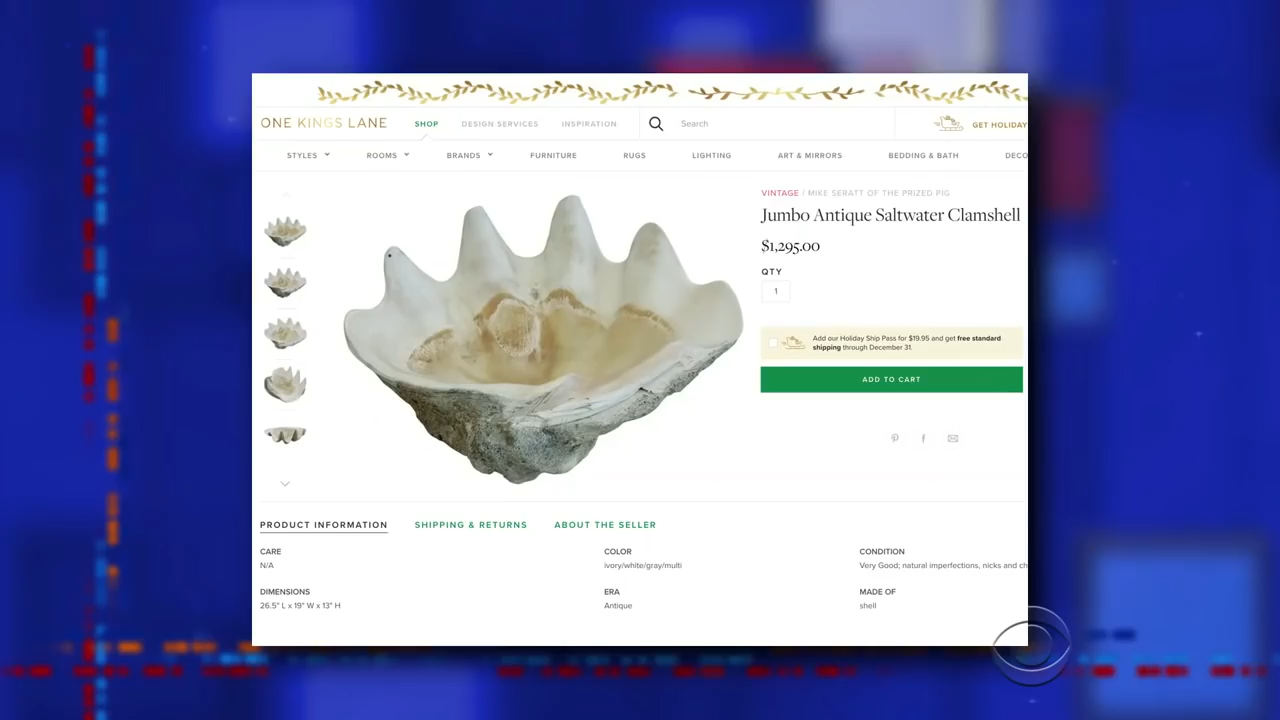 ONE KINGS LANE
SHOP
DESIGN SERVICES
INSPIRATION
Search
GET HOLIDAY
STYLES
ROOMS
BRANDS
FURNITURE
RUGS
LIGHTING
ART & MIRRORS
BEDDING & BATH
DECO
VINTAGE / MIKE SERATT OF THE PRIZED PIG
Jumbo Antique Saltwater Clamshell
$1,295.00
QTY
1
Add our Holiday Ship Pass for $19.95 and get free standard
shipping through December 31.
ADD TO CART
PRODUCT INFORMATION
SHIPPING & RETURNS
ABOUT THE SELLER
CARE
N/A
COLOR
ivory/white/gray/multi
CONDITION
Very Good; natural imperfections, nicks and ch
DIMENSIONS
26.5" L x 19" W x 13" H
ERA
Antique
MADE OF
shell